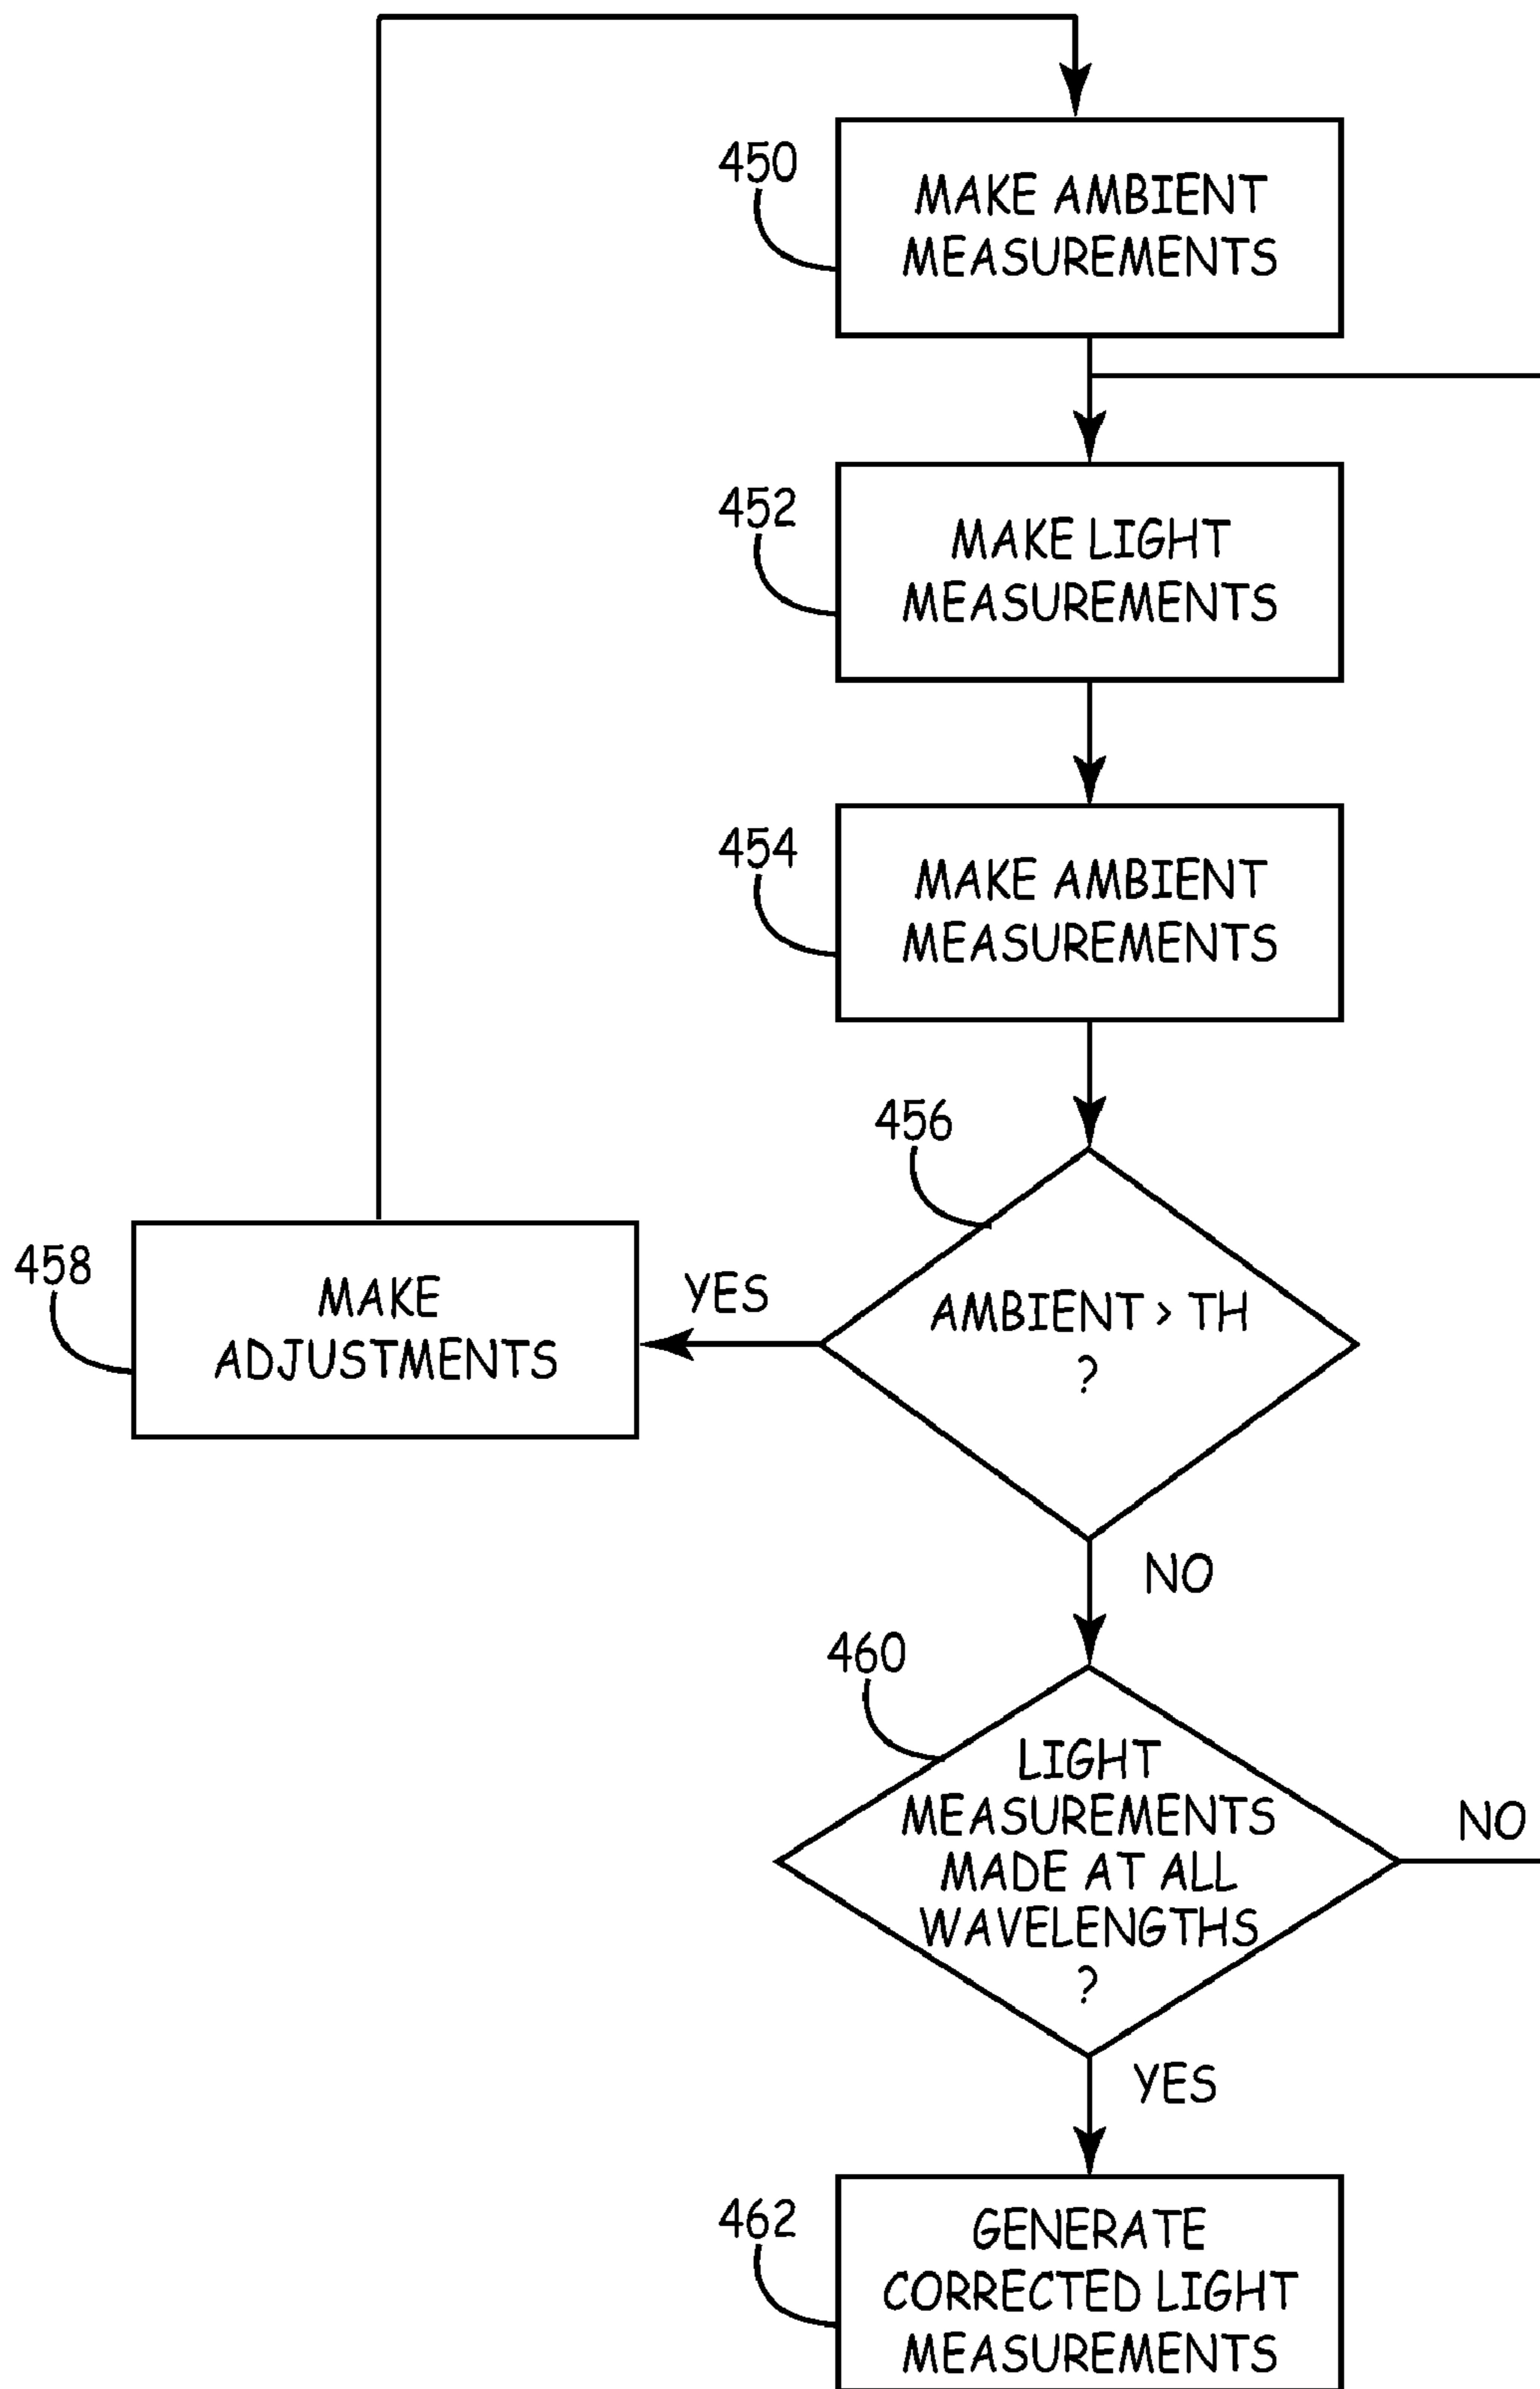 450
MAKE AMBIENT
MEASUREMENTS
452
MAKE LIGHT
MEASUREMENTS
454
MAKE AMBIENT
MEASUREMENTS
456
AMBIENT > TH
?
YES
458
MAKE
ADJUSTMENTS
NO
460
LIGHT
MEASUREMENTS
MADE AT ALL
WAVELENGTHS
?
NO
YES
462
GENERATE
CORRECTED LIGHT
MEASUREMENTS